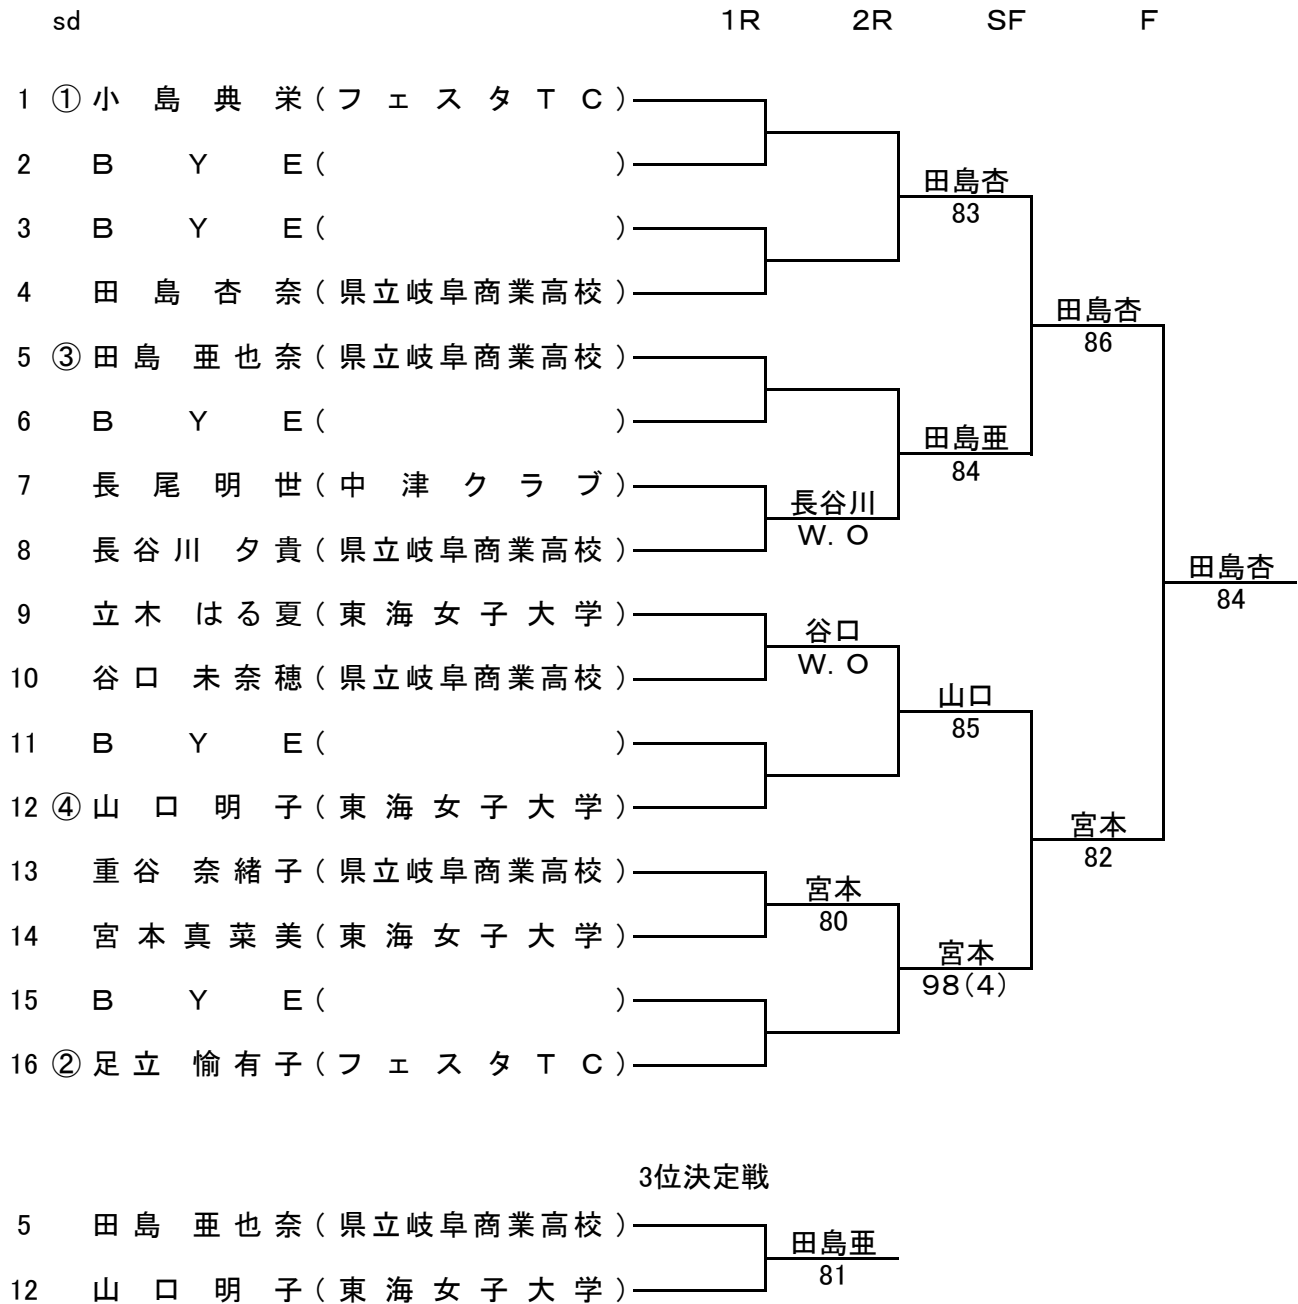 sd 1R 2R SF F
1 ① 小島典栄(フェスタTC)
2 BYE( )
田島杏
83
3 BYE( )
4 田島杏奈(県立岐阜商業高校)
田島杏
86
5 ③ 田島 亜也奈(県立岐阜商業高校)
6 BYE( )
田島亜
84
7 長尾明世(中津クラブ)
長谷川
W.O
8 長谷川 夕貴(県立岐阜商業高校)
田島杏
84
9 立木 はる夏(東海女子大学)
谷口
W.O
10 谷口 未奈穂(県立岐阜商業高校)
山口
85
11 BYE( )
12 ④ 山口明子(東海女子大学)
宮本
82
13 重谷 奈緒子(県立岐阜商業高校)
宮本
80
14 宮本真菜美(東海女子大学)
宮本
98(4)
15 BYE( )
16 ② 足立 愉有子(フェスタTC)
3位決定戦
5 田島 亜也奈(県立岐阜商業高校)
田島亜
81
12 山口明子(東海女子大学)